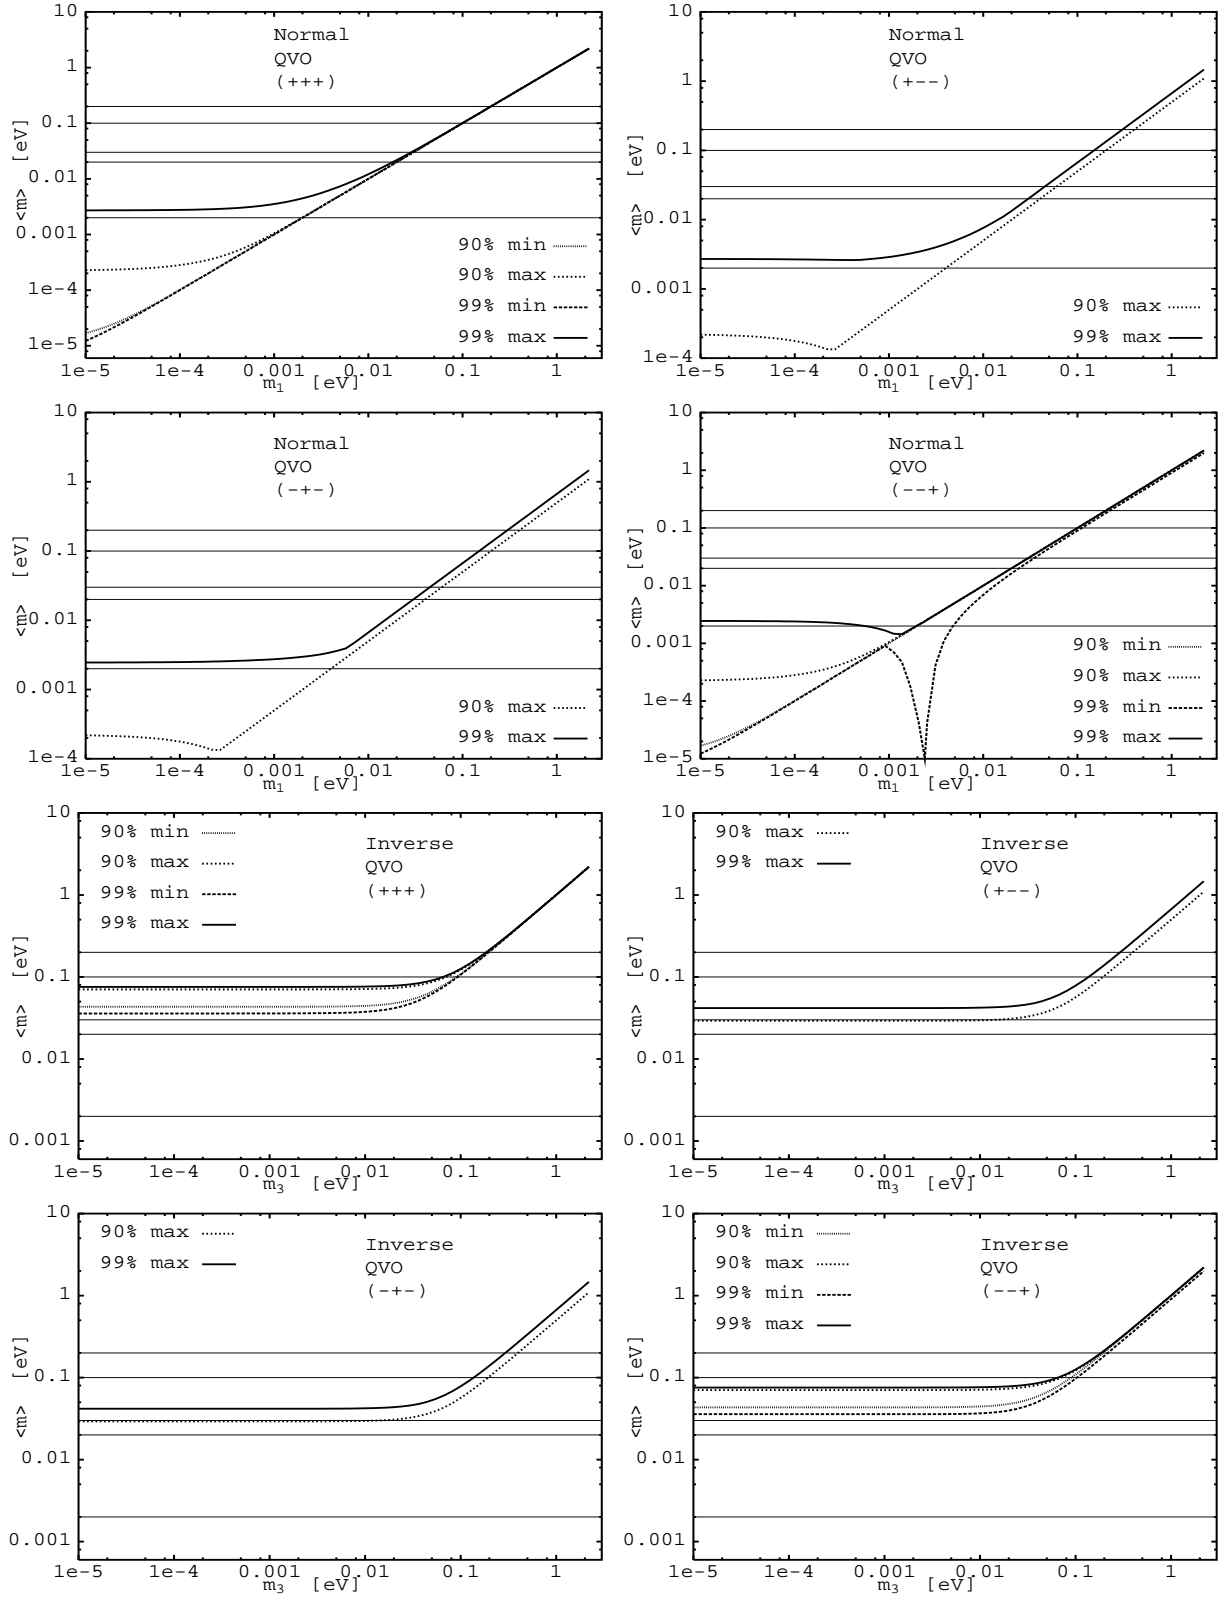 Normal
QVO
(+++)
10
1
0.1
0.01
0.001
1e-4
1e-5
<m> [eV]
90% min
90% max
99% min
99% max
1e-5 1e-4 0.001 0.01 0.1 1
m1 [eV]
Normal
QVO
(+--)
10
1
0.1
0.01
0.001
1e-4
<m> [eV]
90% max
99% max
1e-5 1e-4 0.001 0.01 0.1 1
m1 [eV]
Normal
QVO
(-+-)
10
1
0.1
0.01
0.001
1e-4
<m> [eV]
90% max
99% max
1e-5 1e-4 0.001 0.01 0.1 1
m1 [eV]
Normal
QVO
(--+)
10
1
0.1
0.01
0.001
1e-4
1e-5
<m> [eV]
90% min
90% max
99% min
99% max
1e-5 1e-4 0.001 0.01 0.1 1
m1 [eV]
90% min
90% max
99% min
99% max
Inverse
QVO
(+++)
10
1
0.1
0.01
0.001
<m> [eV]
1e-5 1e-4 0.001 0.01 0.1 1
m3 [eV]
90% max
99% max
Inverse
QVO
(+--)
10
1
0.1
0.01
0.001
<m> [eV]
1e-5 1e-4 0.001 0.01 0.1 1
m3 [eV]
90% max
99% max
Inverse
QVO
(-+-)
10
1
0.1
0.01
0.001
<m> [eV]
1e-5 1e-4 0.001 0.01 0.1 1
m3 [eV]
90% min
90% max
99% min
99% max
Inverse
QVO
(--+)
10
1
0.1
0.01
0.001
<m> [eV]
1e-5 1e-4 0.001 0.01 0.1 1
m3 [eV]